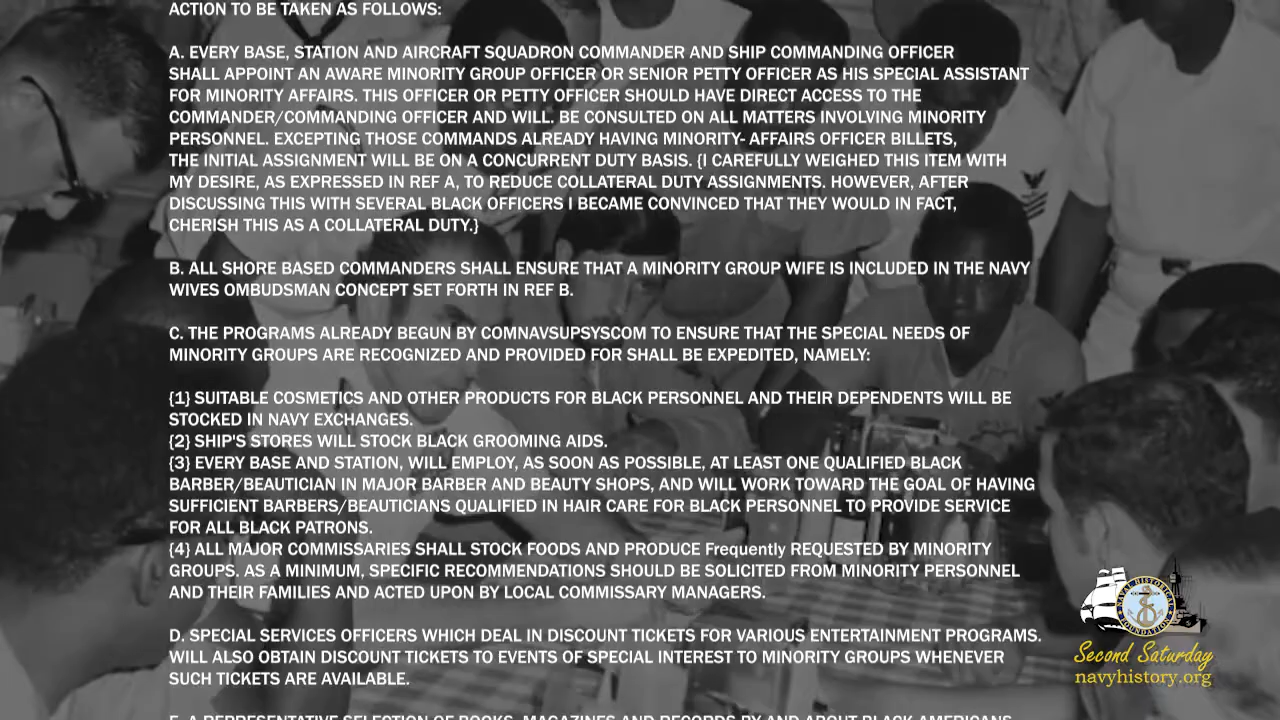 ACTION TO BE TAKEN AS FOLLOWS:
A. EVERY BASE, STATION AND AIRCRAFT SQUADRON COMMANDER AND SHIP COMMANDING OFFICER
SHALL APPOINT AN AWARE MINORITY GROUP OFFICER OR SENIOR PETTY OFFICER AS HIS SPECIAL ASSISTANT
FOR MINORITY AFFAIRS. THIS OFFICER OR PETTY OFFICER SHOULD HAVE DIRECT ACCESS TO THE
COMMANDER/COMMANDING OFFICER AND WILL. BE CONSULTED ON ALL MATTERS INVOLVING MINORITY
PERSONNEL. EXCEPTING THOSE COMMANDS ALREADY HAVING MINORITY- AFFAIRS OFFICER BILLETS,
THE INITIAL ASSIGNMENT WILL BE ON A CONCURRENT DUTY BASIS. {I CAREFULLY WEIGHED THIS ITEM WITH
MY DESIRE, AS EXPRESSED IN REF A, TO REDUCE COLLATERAL DUTY ASSIGNMENTS. HOWEVER, AFTER
DISCUSSING THIS WITH SEVERAL BLACK OFFICERS I BECAME CONVINCED THAT THEY WOULD IN FACT,
CHERISH THIS AS A COLLATERAL DUTY.}
B. ALL SHORE BASED COMMANDERS SHALL ENSURE THAT A MINORITY GROUP WIFE IS INCLUDED IN THE NAVY
WIVES OMBUDSMAN CONCEPT SET FORTH IN REF B.
C. THE PROGRAMS ALREADY BEGUN BY COMNAVSUPSYSCOM TO ENSURE THAT THE SPECIAL NEEDS OF
MINORITY GROUPS ARE RECOGNIZED AND PROVIDED FOR SHALL BE EXPEDITED, NAMELY:
{1} SUITABLE COSMETICS AND OTHER PRODUCTS FOR BLACK PERSONNEL AND THEIR DEPENDENTS WILL BE
STOCKED IN NAVY EXCHANGES.
{2} SHIP'S STORES WILL STOCK BLACK GROOMING AIDS.
{3} EVERY BASE AND STATION, WILL EMPLOY, AS SOON AS POSSIBLE, AT LEAST ONE QUALIFIED BLACK
BARBER/BEAUTICIAN IN MAJOR BARBER AND BEAUTY SHOPS, AND WILL WORK TOWARD THE GOAL OF HAVING
SUFFICIENT BARBERS/BEAUTICIANS QUALIFIED IN HAIR CARE FOR BLACK PERSONNEL TO PROVIDE SERVICE
FOR ALL BLACK PATRONS.
{4} ALL MAJOR COMMISSARIES SHALL STOCK FOODS AND PRODUCE Frequently REQUESTED BY MINORITY
GROUPS. AS A MINIMUM, SPECIFIC RECOMMENDATIONS SHOULD BE SOLICITED FROM MINORITY PERSONNEL
AND THEIR FAMILIES AND ACTED UPON BY LOCAL COMMISSARY MANAGERS.
D. SPECIAL SERVICES OFFICERS WHICH DEAL IN DISCOUNT TICKETS FOR VARIOUS ENTERTAINMENT PROGRAMS.
WILL ALSO OBTAIN DISCOUNT TICKETS TO EVENTS OF SPECIAL INTEREST TO MINORITY GROUPS WHENEVER
SUCH TICKETS ARE AVAILABLE.
E. A REPRESENTATIVE SELECTION OF BOOKS, MAGAZINES AND RECORDS BY AND ABOUT BLACK AMERICANS
NAVAL HISTORICAL
FOUNDATION
Second Saturday
navyhistory.org